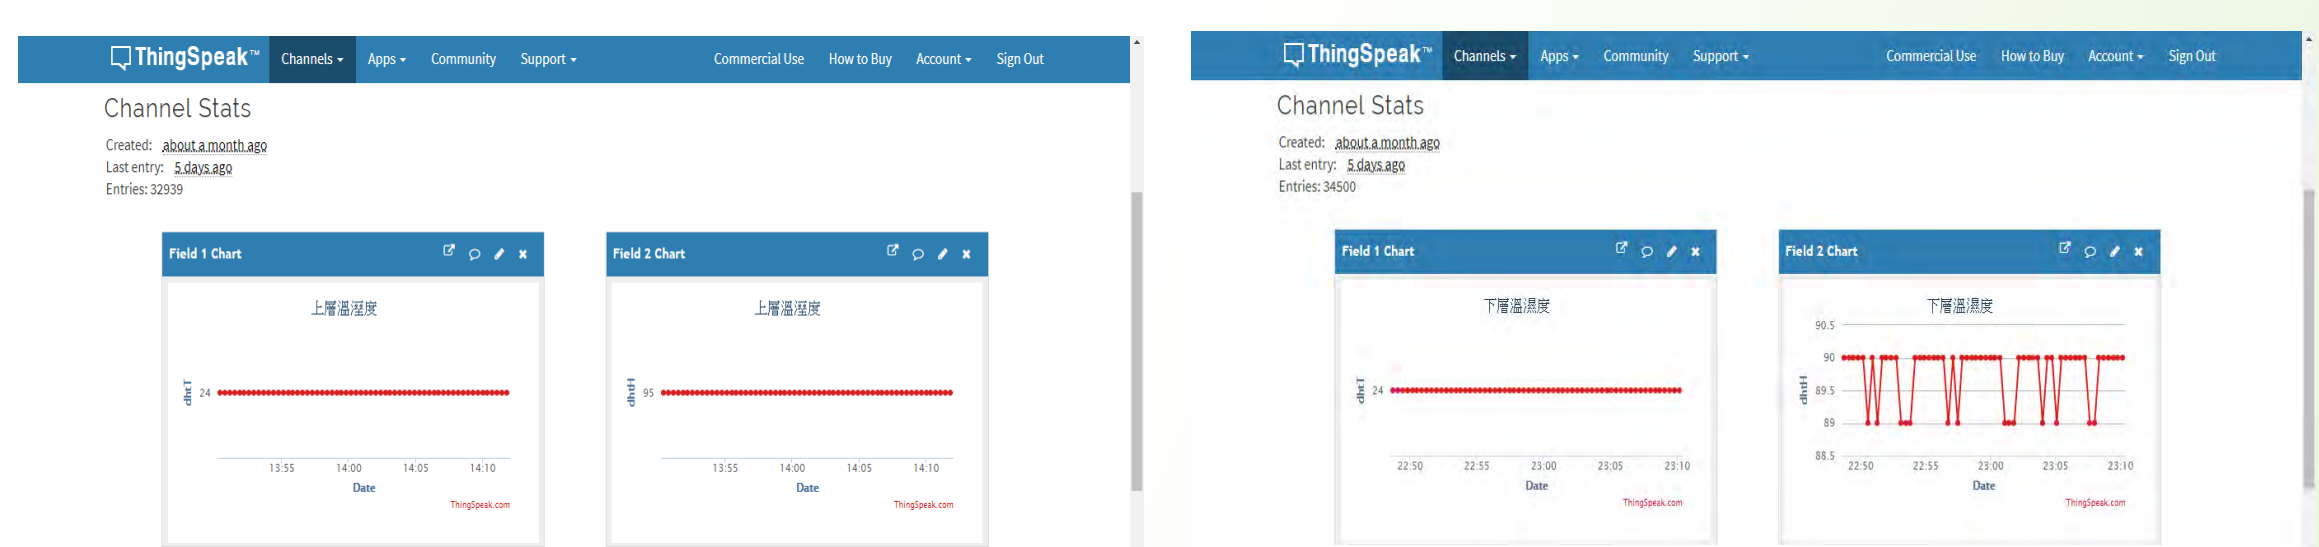 ThingSpeak™ Channels Apps Community Support Commercial Use How to Buy Account Sign Out
Channel Stats
Created: about a month ago
Last entry: 5 days ago
Entries: 32939
Field 1 Chart
上層溫溼度
dhtT
24
13:55 14:00 14:05 14:10
Date
ThingSpeak.com
Field 2 Chart
上層溫溼度
dhtH
95
13:55 14:00 14:05 14:10
Date
ThingSpeak.com
ThingSpeak™ Channels Apps Community Support Commercial Use How to Buy Account Sign Out
Channel Stats
Created: about a month ago
Last entry: 5 days ago
Entries: 34500
Field 1 Chart
下層溫濕度
dhtT
24
22:50 22:55 23:00 23:05 23:10
Date
ThingSpeak.com
Field 2 Chart
下層溫濕度
dhtH
90.5
90
89.5
89
88.5
22:50 22:55 23:00 23:05 23:10
Date
ThingSpeak.com